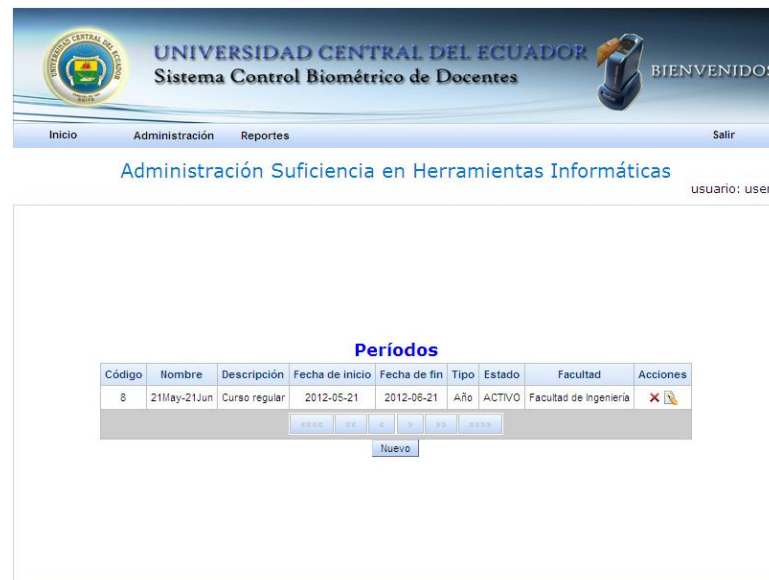 UNIVERSIDAD CENTRAL DEL ECUADOR
Sistema Control Biométrico de Docentes
BIENVENIDOS
Inicio Administración Reportes Salir
Administración Suficiencia en Herramientas Informáticas
usuario: user
Períodos
Código Nombre Descripción Fecha de inicio Fecha de fin Tipo Estado Facultad Acciones
8 21May-21Jun Curso regular 2012-05-21 2012-06-21 Año ACTIVO Facultad de Ingeniería
«««« «« « » »» »»»»
Nuevo